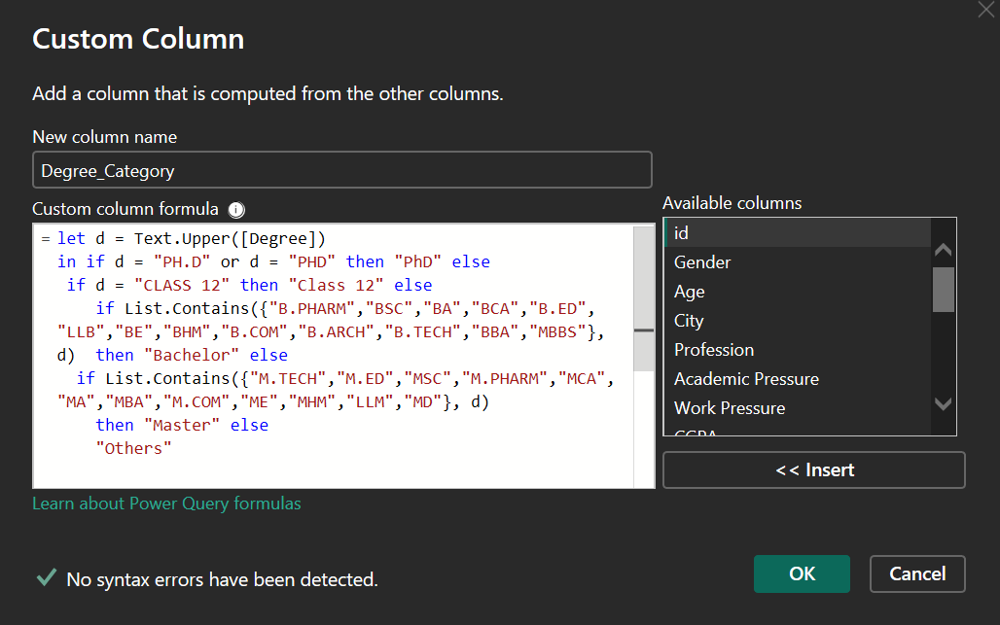 Custom Column
Add a column that is computed from the other columns.
New column name
Degree_Category
Custom column formula
= let d = Text.Upper([Degree])
in if d = "PH.D" or d = "PHD" then "PhD" else
if d = "CLASS 12" then "Class 12" else
if List.Contains({"B.PHARM","BSC","BA","BCA","B.ED",
"LLB","BE","BHM","B.COM","B.ARCH","B.TECH","BBA","MBBS"},
d) then "Bachelor" else
if List.Contains({"M.TECH","M.ED","MSC","M.PHARM","MCA",
"MA","MBA","M.COM","ME","MHM","LLM","MD"}, d)
then "Master" else
"Others"
Learn about Power Query formulas
Available columns
id
Gender
Age
City
Profession
Academic Pressure
Work Pressure
CGPA
<< Insert
No syntax errors have been detected.
OK
Cancel